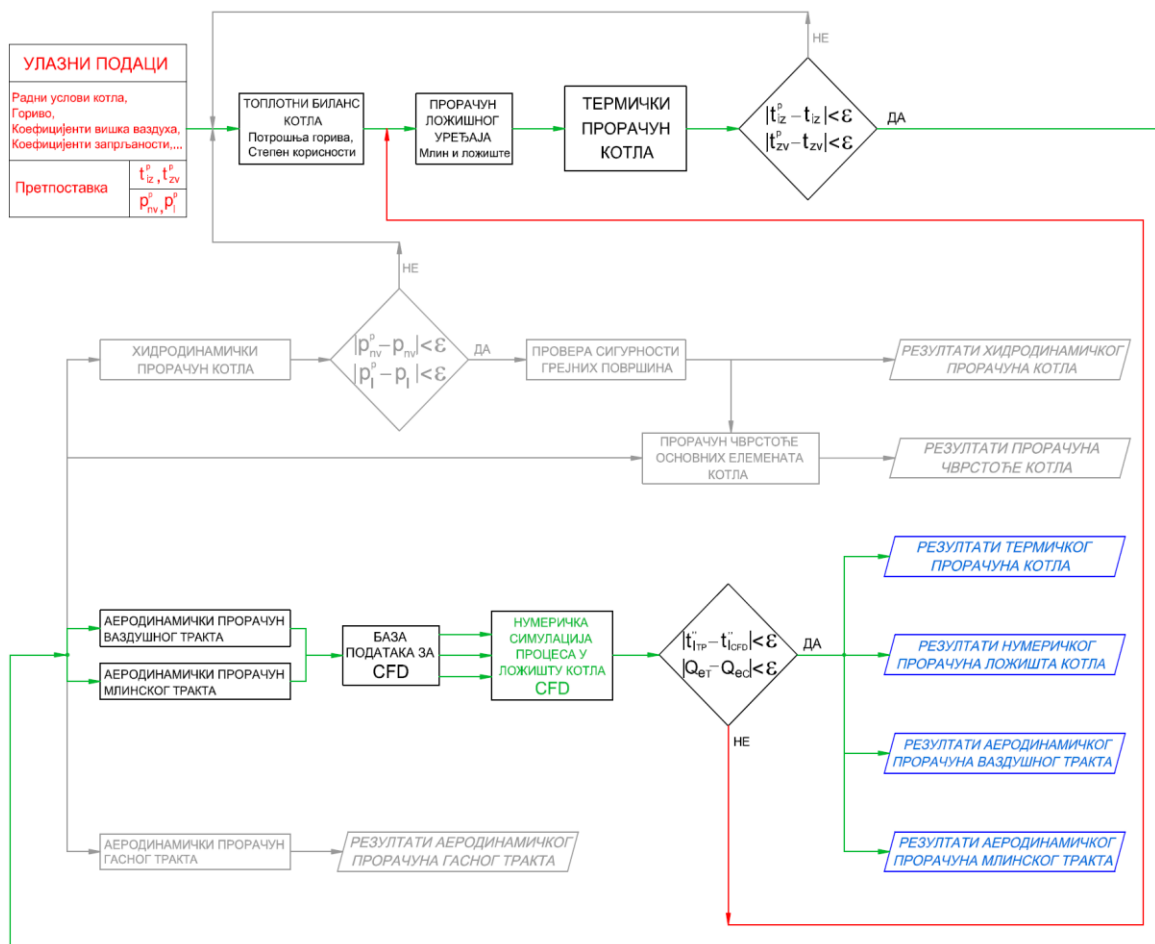 НЕ
УЛАЗНИ ПОДАЦИ
Радни услови котла,
Гориво,
Коефицијенти вишка ваздуха,
Коефицијенти запрљаности,...
Претпоставка
t_iz^p, t_zv^p
p_nv^p, p_l^p
ТОПЛОТНИ БИЛАНС
КОТЛА
Потрошња горива,
Степен корисности
ПРОРАЧУН
ЛОЖИШНОГ
УРЕЂАЈА
Млин и ложиште
ТЕРМИЧКИ
ПРОРАЧУН
КОТЛА
|t_iz^p – t_iz|<ε
|t_zv^p – t_zv|<ε
ДА
НЕ
ХИДРОДИНАМИЧКИ
ПРОРАЧУН КОТЛА
|p_nv^p – p_nv|<ε
|p_l^p – p_l|<ε
ДА
ПРОВЕРА СИГУРНОСТИ
ГРЕЈНИХ ПОВРШИНА
РЕЗУЛТАТИ ХИДРОДИНАМИЧКОГ
ПРОРАЧУНА КОТЛА
ПРОРАЧУН ЧВРСТОЋЕ
ОСНОВНИХ ЕЛЕМЕНАТА
КОТЛА
РЕЗУЛТАТИ ПРОРАЧУНА
ЧВРСТОЋЕ КОТЛА
АЕРОДИНАМИЧКИ ПРОРАЧУН
ВАЗДУШНОГ ТРАКТА
АЕРОДИНАМИЧКИ ПРОРАЧУН
МЛИНСКОГ ТРАКТА
БАЗА
ПОДАТАКА ЗА
CFD
НУМЕРИЧКА
СИМУЛАЦИЈА
ПРОЦЕСА У
ЛОЖИШТУ КОТЛА
CFD
|t"_lTP – t"_lCFD|<ε
|Q_eT – Q_eC|<ε
ДА
НЕ
РЕЗУЛТАТИ ТЕРМИЧКОГ
ПРОРАЧУНА КОТЛА
РЕЗУЛТАТИ НУМЕРИЧКОГ
ПРОРАЧУНА ЛОЖИШТА КОТЛА
РЕЗУЛТАТИ АЕРОДИНАМИЧКОГ
ПРОРАЧУНА ВАЗДУШНОГ ТРАКТА
РЕЗУЛТАТИ АЕРОДИНАМИЧКОГ
ПРОРАЧУНА МЛИНСКОГ ТРАКТА
АЕРОДИНАМИЧКИ ПРОРАЧУН
ГАСНОГ ТРАКТА
РЕЗУЛТАТИ АЕРОДИНАМИЧКОГ
ПРОРАЧУНА ГАСНОГ ТРАКТА